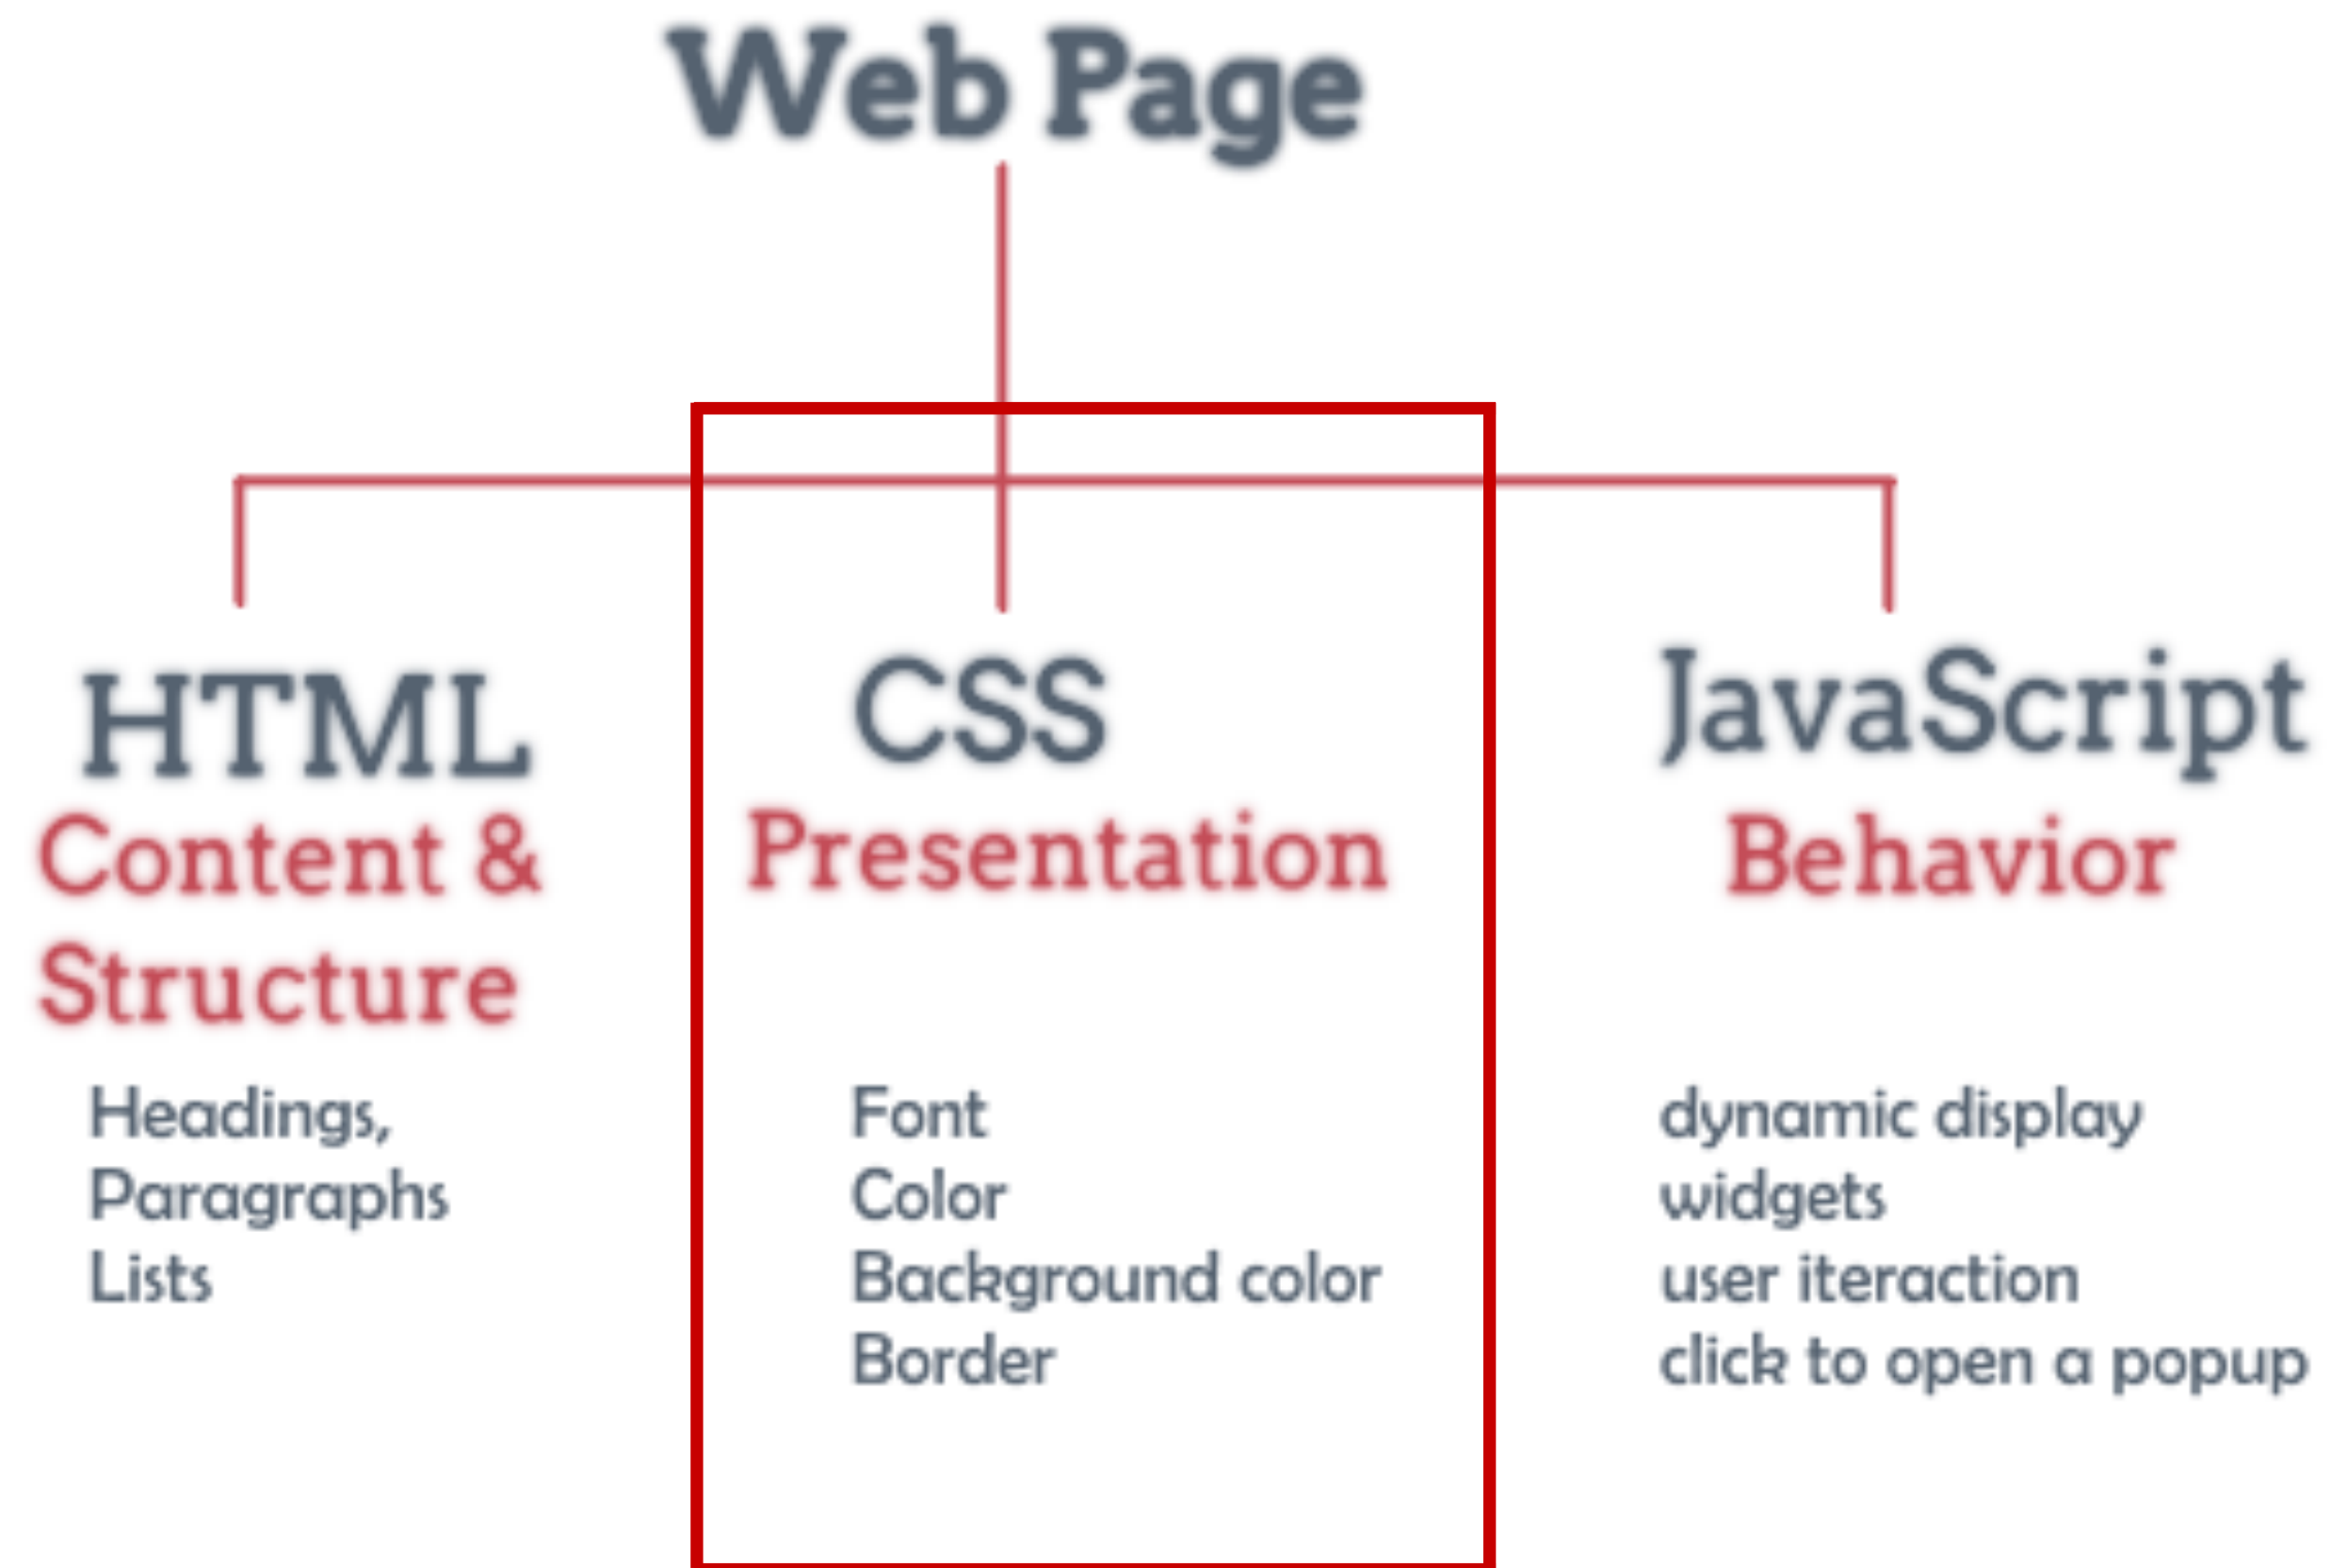 Web Page
HTML
Content &
Structure
Headings,
Paragraphs
Lists
CSS
Presentation
Font
Color
Background color
Border
JavaScript
Behavior
dynamic display
widgets
user iteraction
click to open a popup